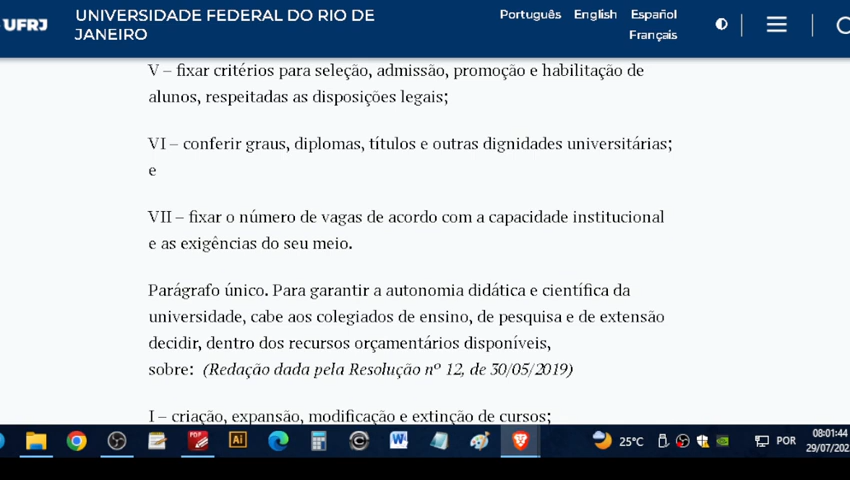 UFRJ
UNIVERSIDADE FEDERAL DO RIO DE
JANEIRO
Português English Español
Français
V – fixar critérios para seleção, admissão, promoção e habilitação de
alunos, respeitadas as disposições legais;
VI – conferir graus, diplomas, títulos e outras dignidades universitárias;
e
VII – fixar o número de vagas de acordo com a capacidade institucional
e as exigências do seu meio.
Parágrafo único. Para garantir a autonomia didática e científica da
universidade, cabe aos colegiados de ensino, de pesquisa e de extensão
decidir, dentro dos recursos orçamentários disponíveis,
sobre: (Redação dada pela Resolução nº 12, de 30/05/2019)
I – criação, expansão, modificação e extinção de cursos;
PDF
Ai
W
25°C
POR
08:01:44
29/07/202